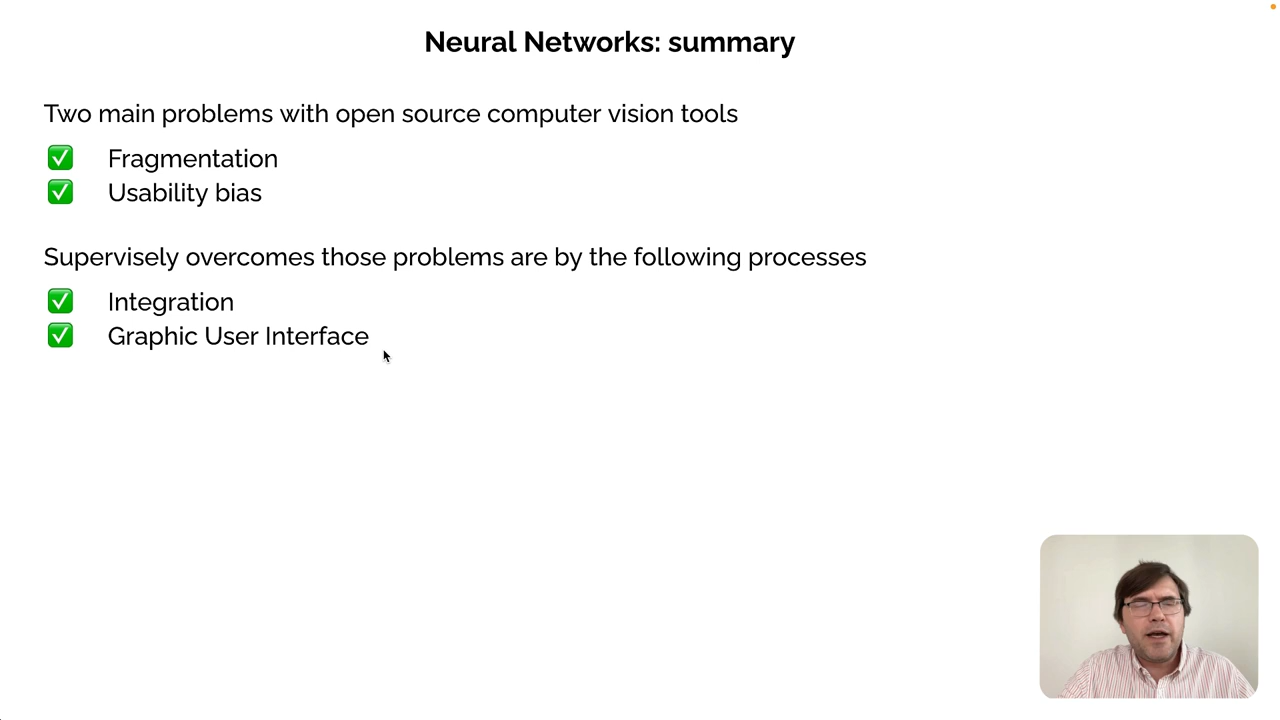 Neural Networks: summary
Two main problems with open source computer vision tools
Fragmentation
Usability bias
Supervisely overcomes those problems are by the following processes
Integration
Graphic User Interface